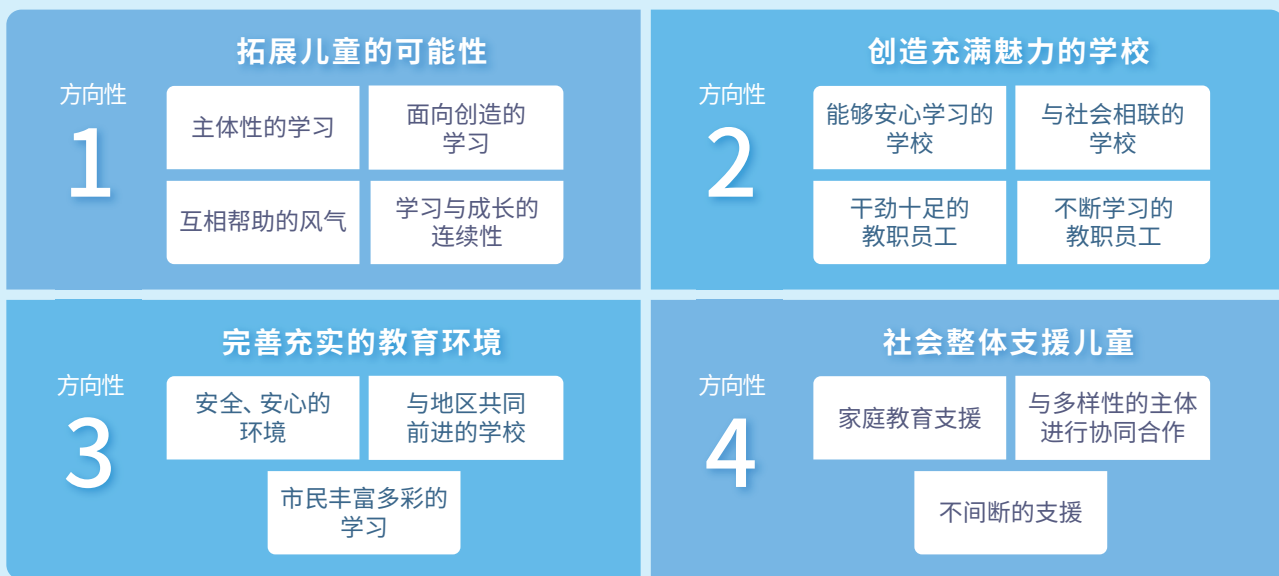 拓展儿童的可能性
方向性
1
主体性的学习
面向创造的
学习
互相帮助的风气
学习与成长的
连续性
创造充满魅力的学校
方向性
2
能够安心学习的
学校
与社会相联的
学校
干劲十足的
教职员工
不断学习的
教职员工
完善充实的教育环境
方向性
3
安全、安心的
环境
与地区共同
前进的学校
市民丰富多彩的
学习
社会整体支援儿童
方向性
4
家庭教育支援
与多样性的主体
进行协同合作
不间断的支援